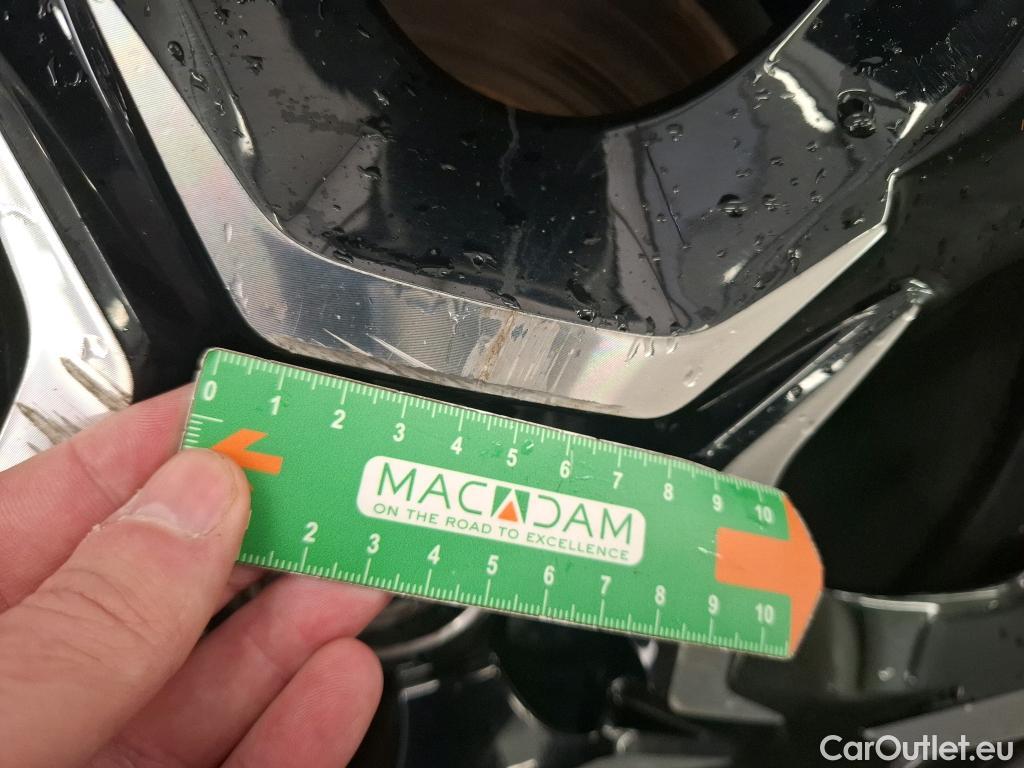 0 1 2 3 4 5 6 7 8 9 10
MACADAM
ON THE ROAD TO EXCELLENCE
2 3 4 5 6 7 8 9 10
CarOutlet.eu